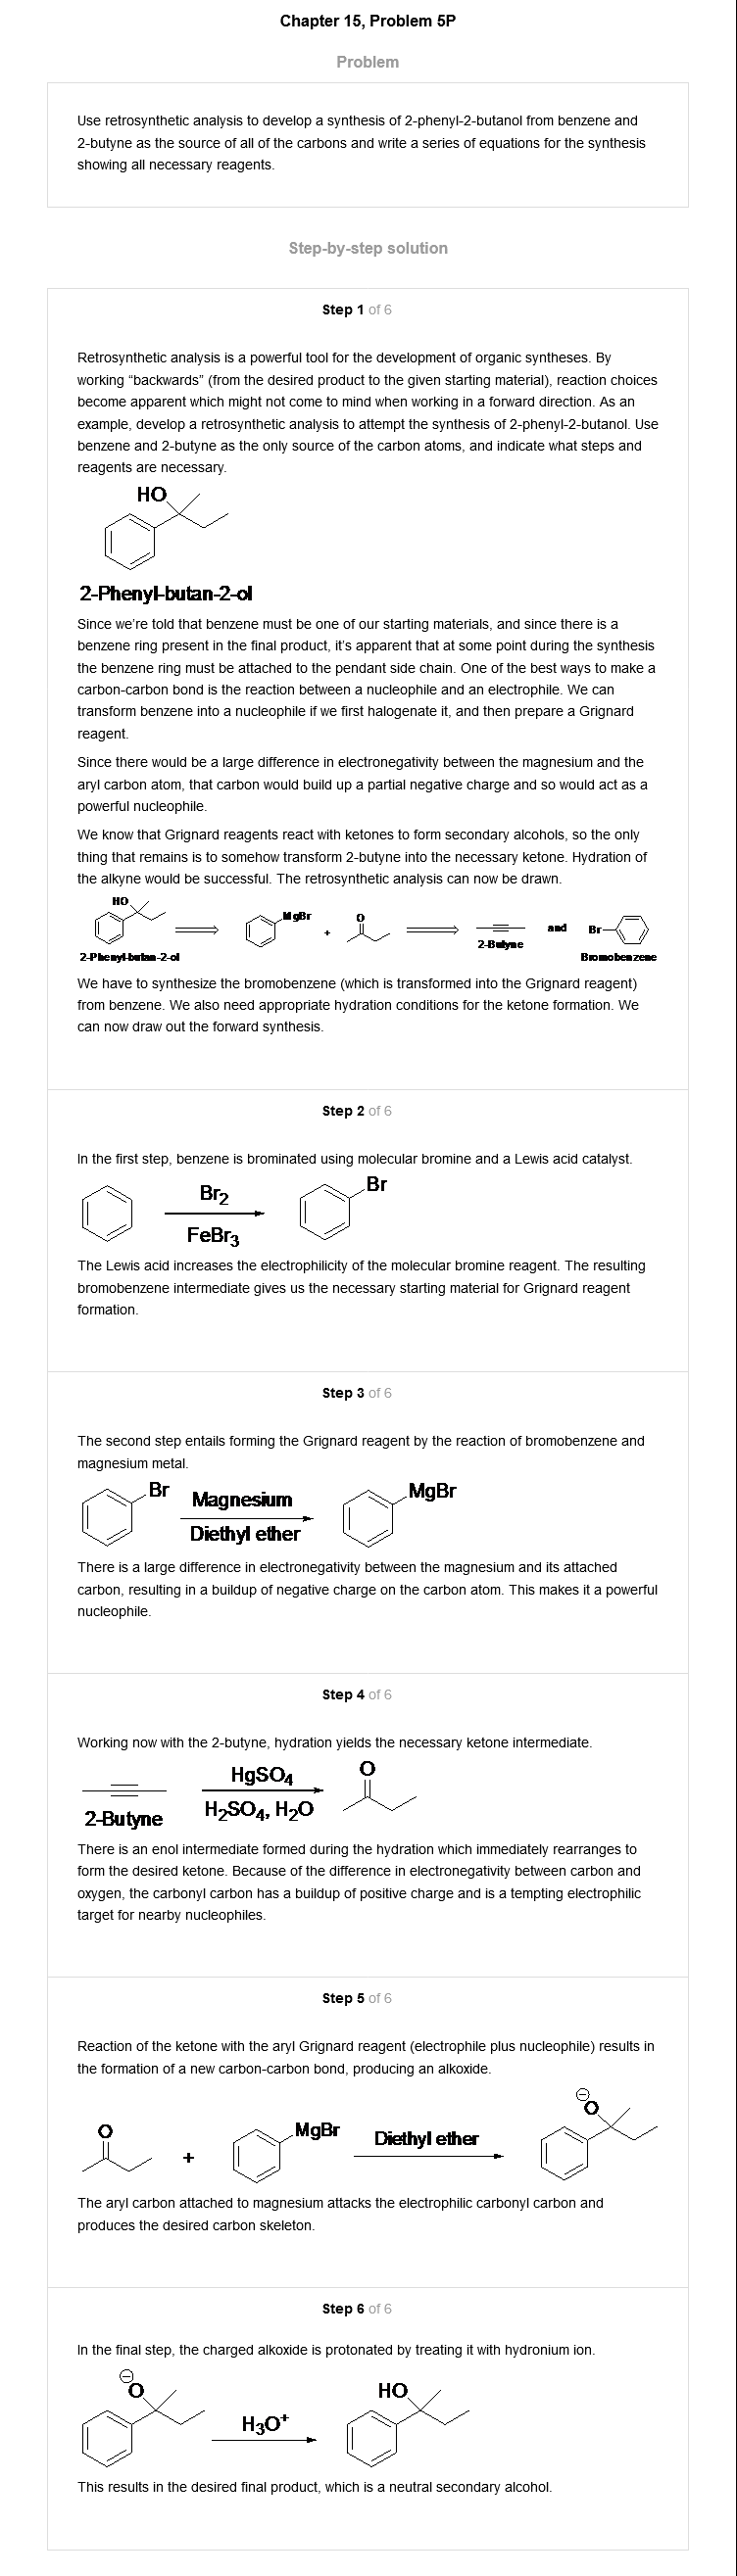 Chapter 15, Problem 5P
Problem
Use retrosynthetic analysis to develop a synthesis of 2-phenyl-2-butanol from benzene and
2-butyne as the source of all of the carbons and write a series of equations for the synthesis
showing all necessary reagents.
Step-by-step solution
Step 1 of 6
Retrosynthetic analysis is a powerful tool for the development of organic syntheses. By
working “backwards” (from the desired product to the given starting material), reaction choices
become apparent which might not come to mind when working in a forward direction. As an
example, develop a retrosynthetic analysis to attempt the synthesis of 2-phenyl-2-butanol. Use
benzene and 2-butyne as the only source of the carbon atoms, and indicate what steps and
reagents are necessary.
HO
2-Phenyl-butan-2-ol
Since we’re told that benzene must be one of our starting materials, and since there is a
benzene ring present in the final product, it’s apparent that at some point during the synthesis
the benzene ring must be attached to the pendant side chain. One of the best ways to make a
carbon-carbon bond is the reaction between a nucleophile and an electrophile. We can
transform benzene into a nucleophile if we first halogenate it, and then prepare a Grignard
reagent.
Since there would be a large difference in electronegativity between the magnesium and the
aryl carbon atom, that carbon would build up a partial negative charge and so would act as a
powerful nucleophile.
We know that Grignard reagents react with ketones to form secondary alcohols, so the only
thing that remains is to somehow transform 2-butyne into the necessary ketone. Hydration of
the alkyne would be successful. The retrosynthetic analysis can now be drawn.
HO
MgBr
+
O
2-Butyne
and
Br
2-Phenyl-butan-2-ol
Bromobenzene
We have to synthesize the bromobenzene (which is transformed into the Grignard reagent)
from benzene. We also need appropriate hydration conditions for the ketone formation. We
can now draw out the forward synthesis.
Step 2 of 6
In the first step, benzene is brominated using molecular bromine and a Lewis acid catalyst.
Br2
FeBr3
Br
The Lewis acid increases the electrophilicity of the molecular bromine reagent. The resulting
bromobenzene intermediate gives us the necessary starting material for Grignard reagent
formation.
Step 3 of 6
The second step entails forming the Grignard reagent by the reaction of bromobenzene and
magnesium metal.
Br
Magnesium
Diethyl ether
MgBr
There is a large difference in electronegativity between the magnesium and its attached
carbon, resulting in a buildup of negative charge on the carbon atom. This makes it a powerful
nucleophile.
Step 4 of 6
Working now with the 2-butyne, hydration yields the necessary ketone intermediate.
2-Butyne
HgSO4
H2SO4, H2O
O
There is an enol intermediate formed during the hydration which immediately rearranges to
form the desired ketone. Because of the difference in electronegativity between carbon and
oxygen, the carbonyl carbon has a buildup of positive charge and is a tempting electrophilic
target for nearby nucleophiles.
Step 5 of 6
Reaction of the ketone with the aryl Grignard reagent (electrophile plus nucleophile) results in
the formation of a new carbon-carbon bond, producing an alkoxide.
O
+
MgBr
Diethyl ether
⊖
O
The aryl carbon attached to magnesium attacks the electrophilic carbonyl carbon and
produces the desired carbon skeleton.
Step 6 of 6
In the final step, the charged alkoxide is protonated by treating it with hydronium ion.
⊖
O
H3O+
HO
This results in the desired final product, which is a neutral secondary alcohol.